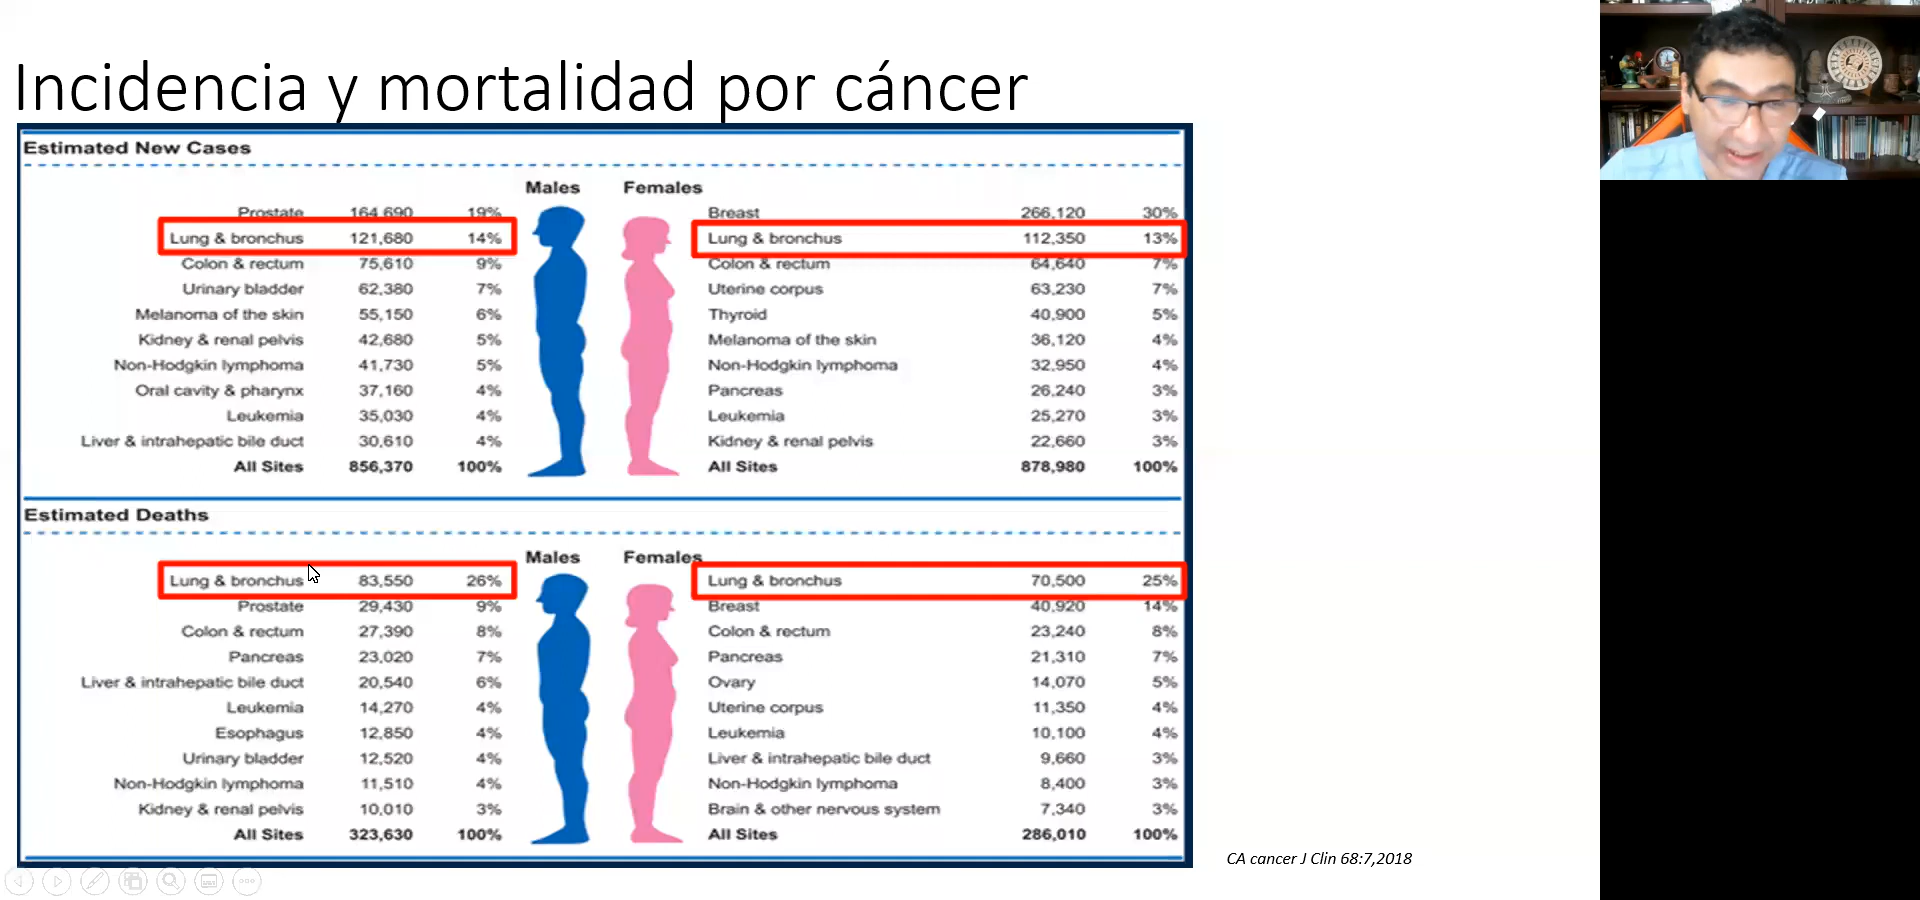 Incidencia y mortalidad por cáncer
Estimated New Cases
Males Females
Prostate 164,690 19% Breast 266,120 30%
Lung & bronchus 121,680 14% Lung & bronchus 112,350 13%
Colon & rectum 75,610 9% Colon & rectum 64,640 7%
Urinary bladder 62,380 7% Uterine corpus 63,230 7%
Melanoma of the skin 55,150 6% Thyroid 40,900 5%
Kidney & renal pelvis 42,680 5% Melanoma of the skin 36,120 4%
Non-Hodgkin lymphoma 41,730 5% Non-Hodgkin lymphoma 32,950 4%
Oral cavity & pharynx 37,160 4% Pancreas 26,240 3%
Leukemia 35,030 4% Leukemia 25,270 3%
Liver & intrahepatic bile duct 30,610 4% Kidney & renal pelvis 22,660 3%
All Sites 856,370 100% All Sites 878,980 100%
Estimated Deaths
Males Females
Lung & bronchus 83,550 26% Lung & bronchus 70,500 25%
Prostate 29,430 9% Breast 40,920 14%
Colon & rectum 27,390 8% Colon & rectum 23,240 8%
Pancreas 23,020 7% Pancreas 21,310 7%
Liver & intrahepatic bile duct 20,540 6% Ovary 14,070 5%
Leukemia 14,270 4% Uterine corpus 11,350 4%
Esophagus 12,850 4% Leukemia 10,100 4%
Urinary bladder 12,520 4% Liver & intrahepatic bile duct 9,660 3%
Non-Hodgkin lymphoma 11,510 4% Non-Hodgkin lymphoma 8,400 3%
Kidney & renal pelvis 10,010 3% Brain & other nervous system 7,340 3%
All Sites 323,630 100% All Sites 286,010 100%
CA cancer J Clin 68:7,2018